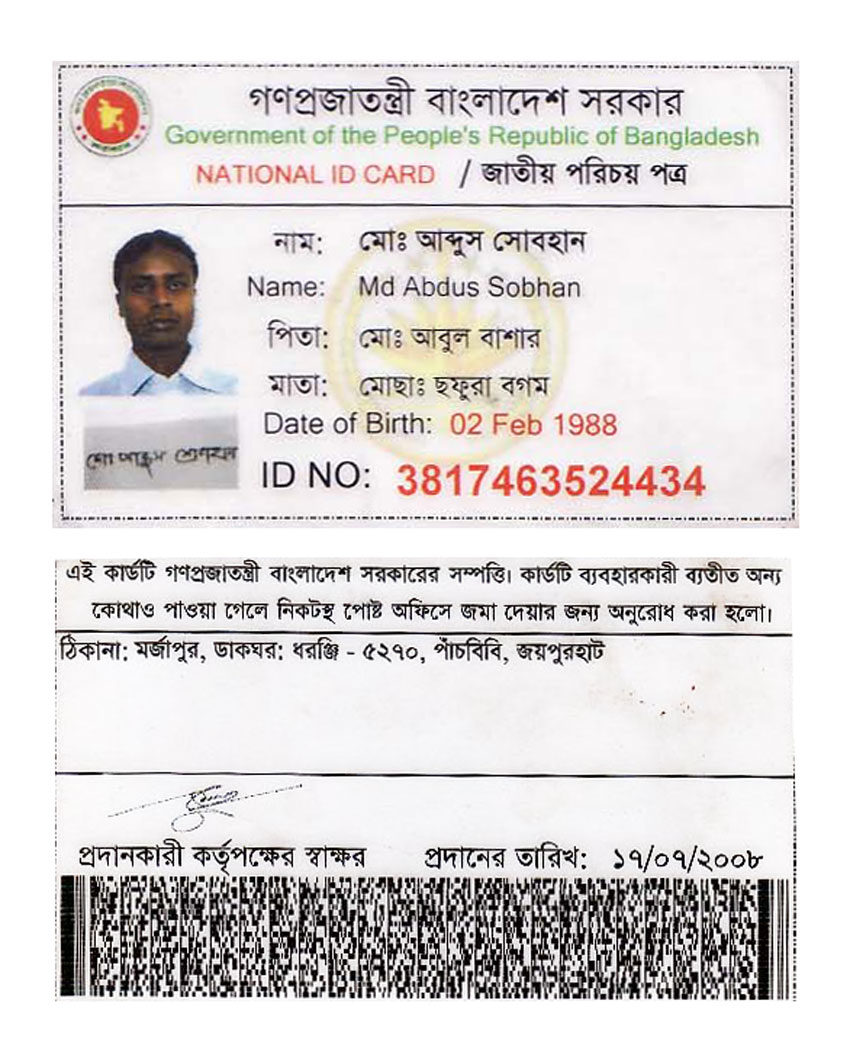 গণপ্রজাতন্ত্রী বাংলাদেশ সরকার
Government of the People's Republic of Bangladesh
NATIONAL ID CARD / জাতীয় পরিচয় পত্র
নাম: মোঃ আব্দুস সোবহান
Name: Md Abdus Sobhan
পিতা: মোঃ আবুল বাশার
মাতা: মোছাঃ ছফুরা বগম
Date of Birth: 02 Feb 1988
ID NO: 3817463524434
এই কার্ডটি গণপ্রজাতন্ত্রী বাংলাদেশ সরকারের সম্পত্তি। কার্ডটি ব্যবহারকারী ব্যতীত অন্য
কোথাও পাওয়া গেলে নিকটস্থ পোষ্ট অফিসে জমা দেয়ার জন্য অনুরোধ করা হলো।
ঠিকানা: মর্জাপুর, ডাকঘর: ধরঞ্জি - ৫২৭০, পাঁচবিবি, জয়পুরহাট
প্রদানকারী কর্তৃপক্ষের স্বাক্ষর প্রদানের তারিখ: ১৭/০৭/২০০৮